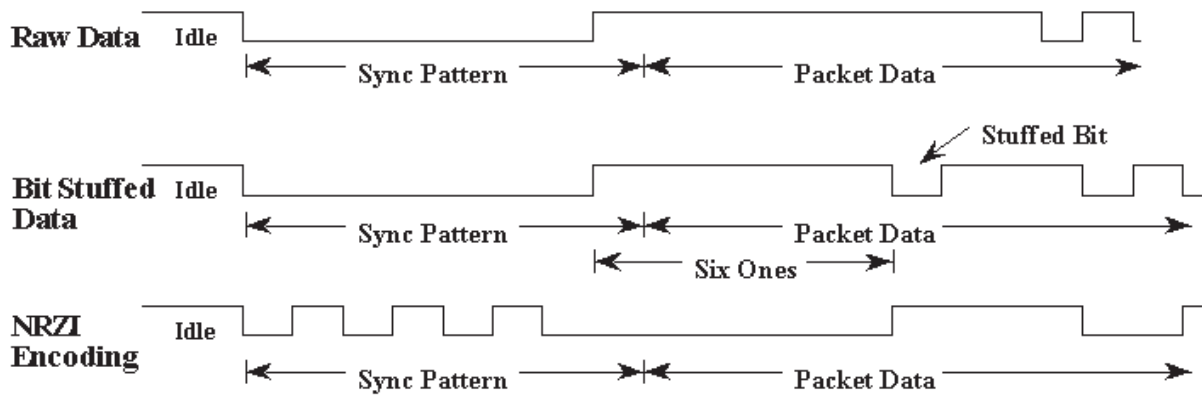 Raw Data
Idle
Sync Pattern
Packet Data
Stuffed Bit
Bit Stuffed
Data
Idle
Sync Pattern
Packet Data
Six Ones
NRZI
Encoding
Idle
Sync Pattern
Packet Data